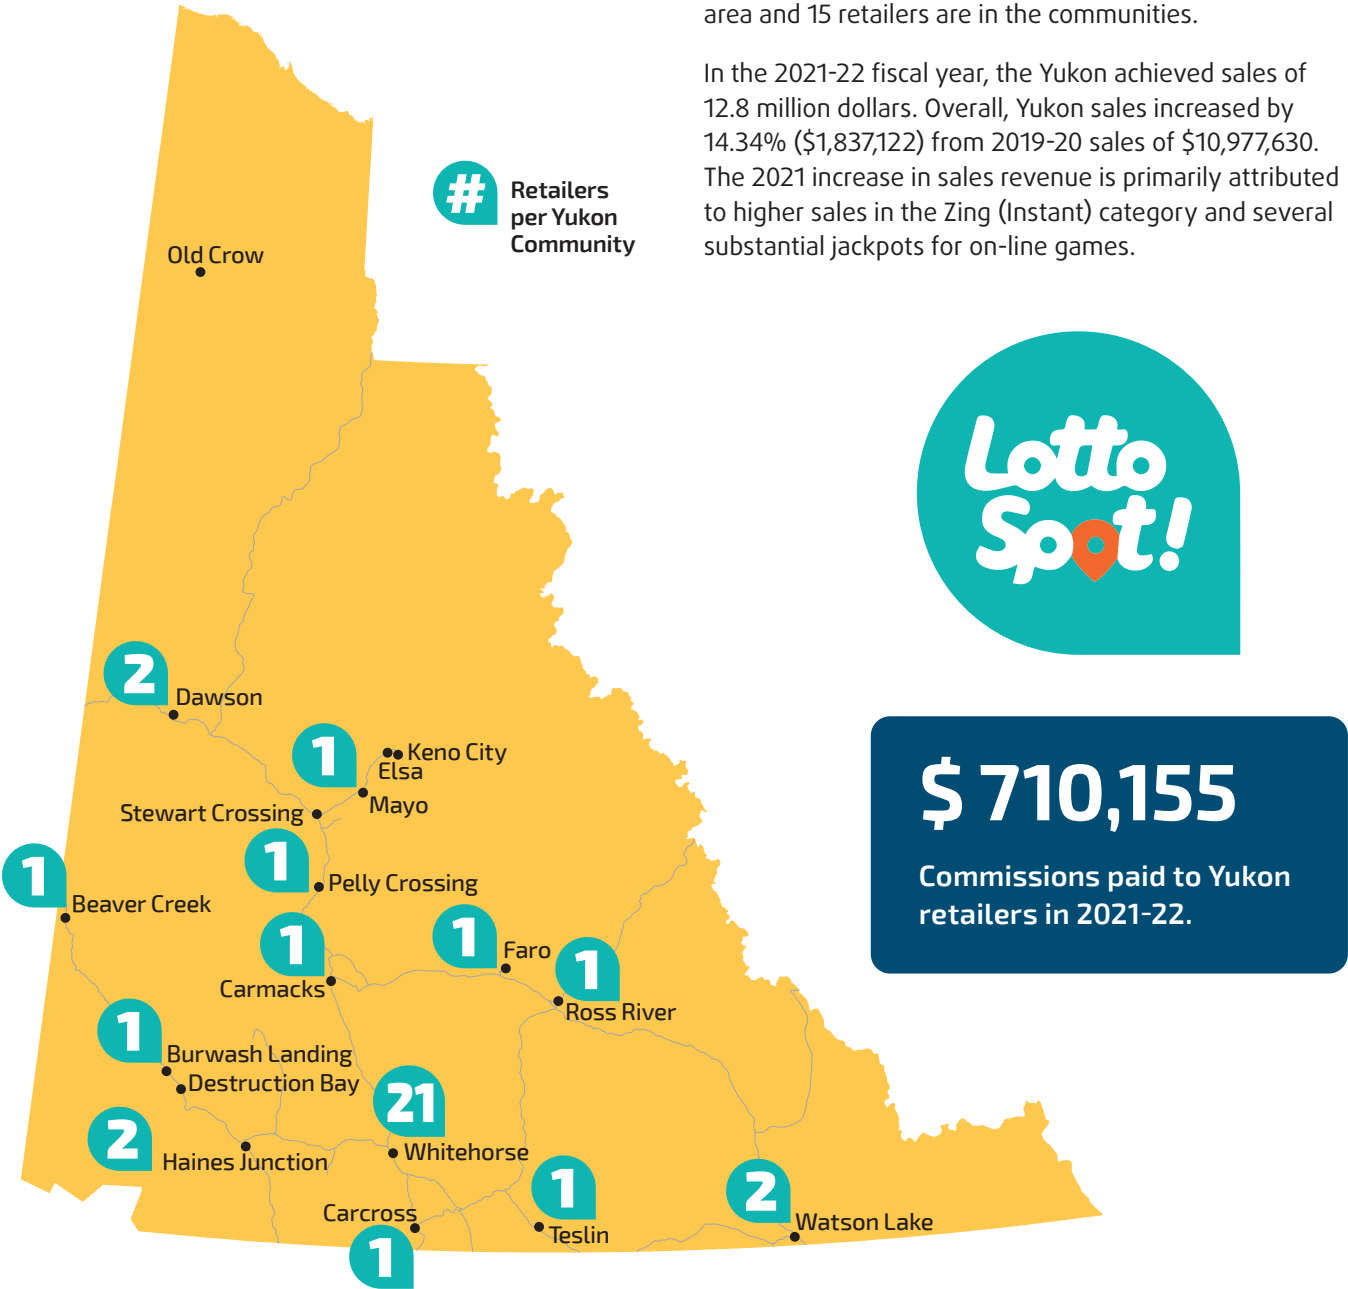 area and 15 retailers are in the communities.
In the 2021-22 fiscal year, the Yukon achieved sales of
12.8 million dollars. Overall, Yukon sales increased by
14.34% ($1,837,122) from 2019-20 sales of $10,977,630.
The 2021 increase in sales revenue is primarily attributed
to higher sales in the Zing (Instant) category and several
substantial jackpots for on-line games.
#
Retailers
per Yukon
Community
Old Crow
Lotto
Spot!
2
Dawson
1
Keno City
Elsa
Mayo
Stewart Crossing
1
Pelly Crossing
1
Beaver Creek
1
Carmacks
1
Faro
1
Ross River
1
Burwash Landing
Destruction Bay
2
Haines Junction
21
Whitehorse
Carcross
1
1
Teslin
2
Watson Lake
$ 710,155
Commissions paid to Yukon
retailers in 2021-22.